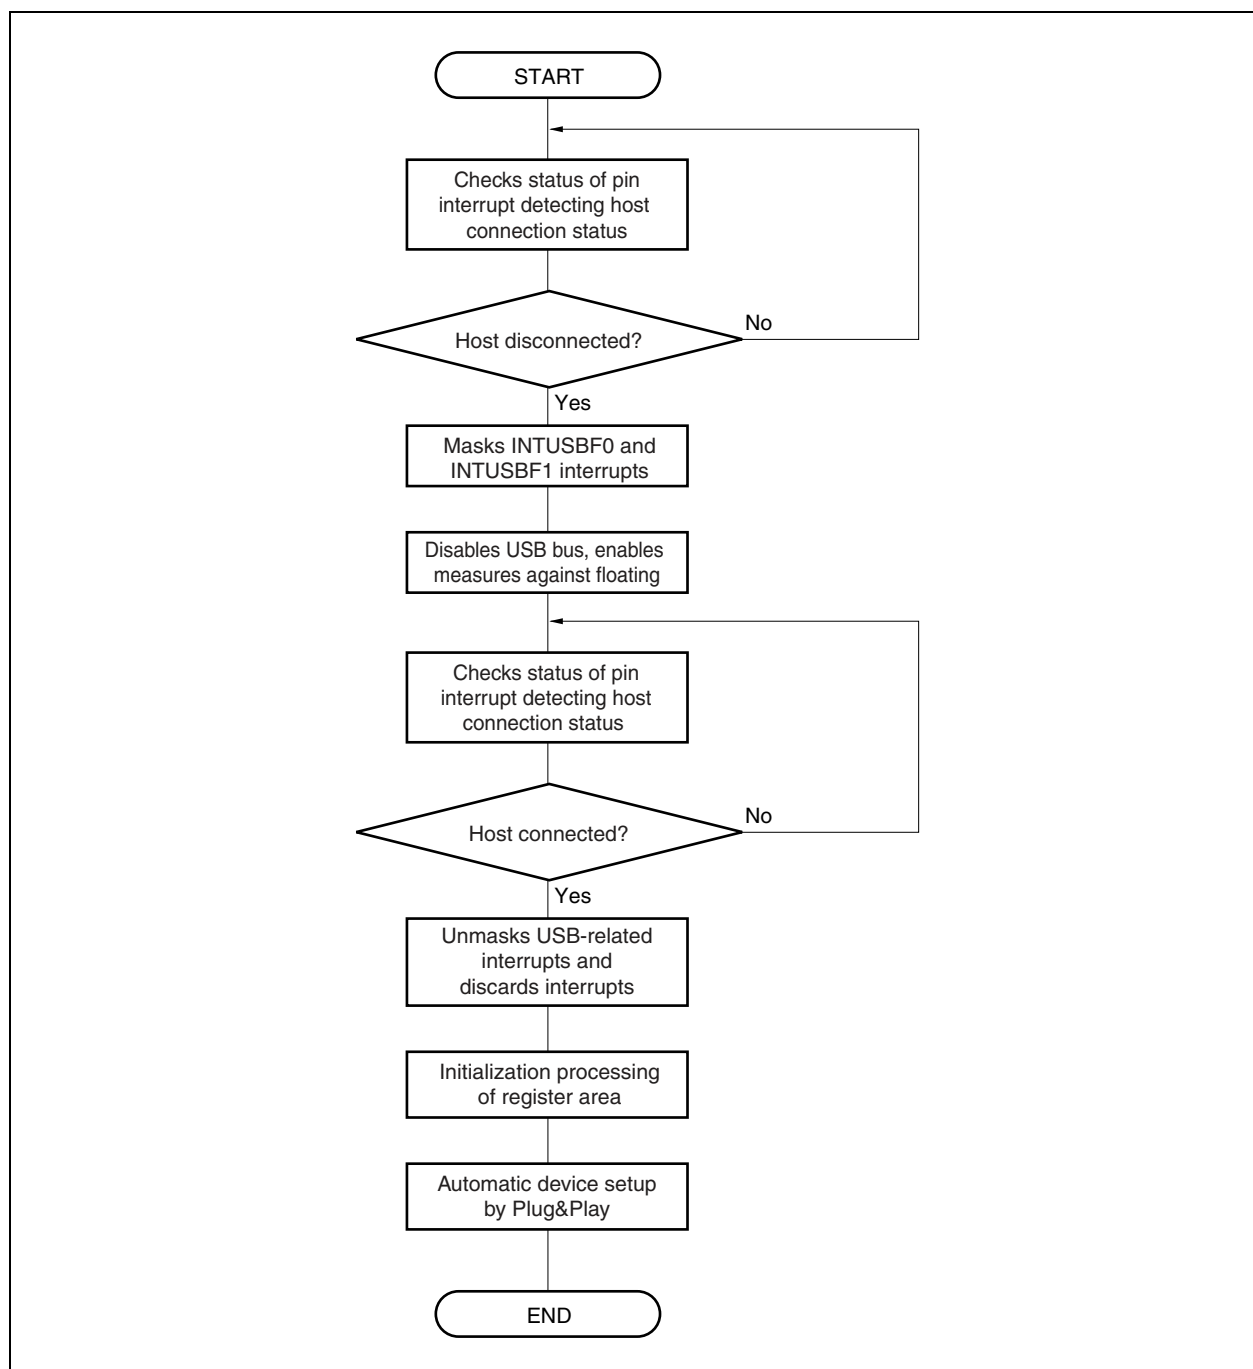 START
Checks status of pin
interrupt detecting host
connection status
Host disconnected?
No
Yes
Masks INTUSBF0 and
INTUSBF1 interrupts
Disables USB bus, enables
measures against floating
Checks status of pin
interrupt detecting host
connection status
Host connected?
No
Yes
Unmasks USB-related
interrupts and
discards interrupts
Initialization processing
of register area
Automatic device setup
by Plug&Play
END